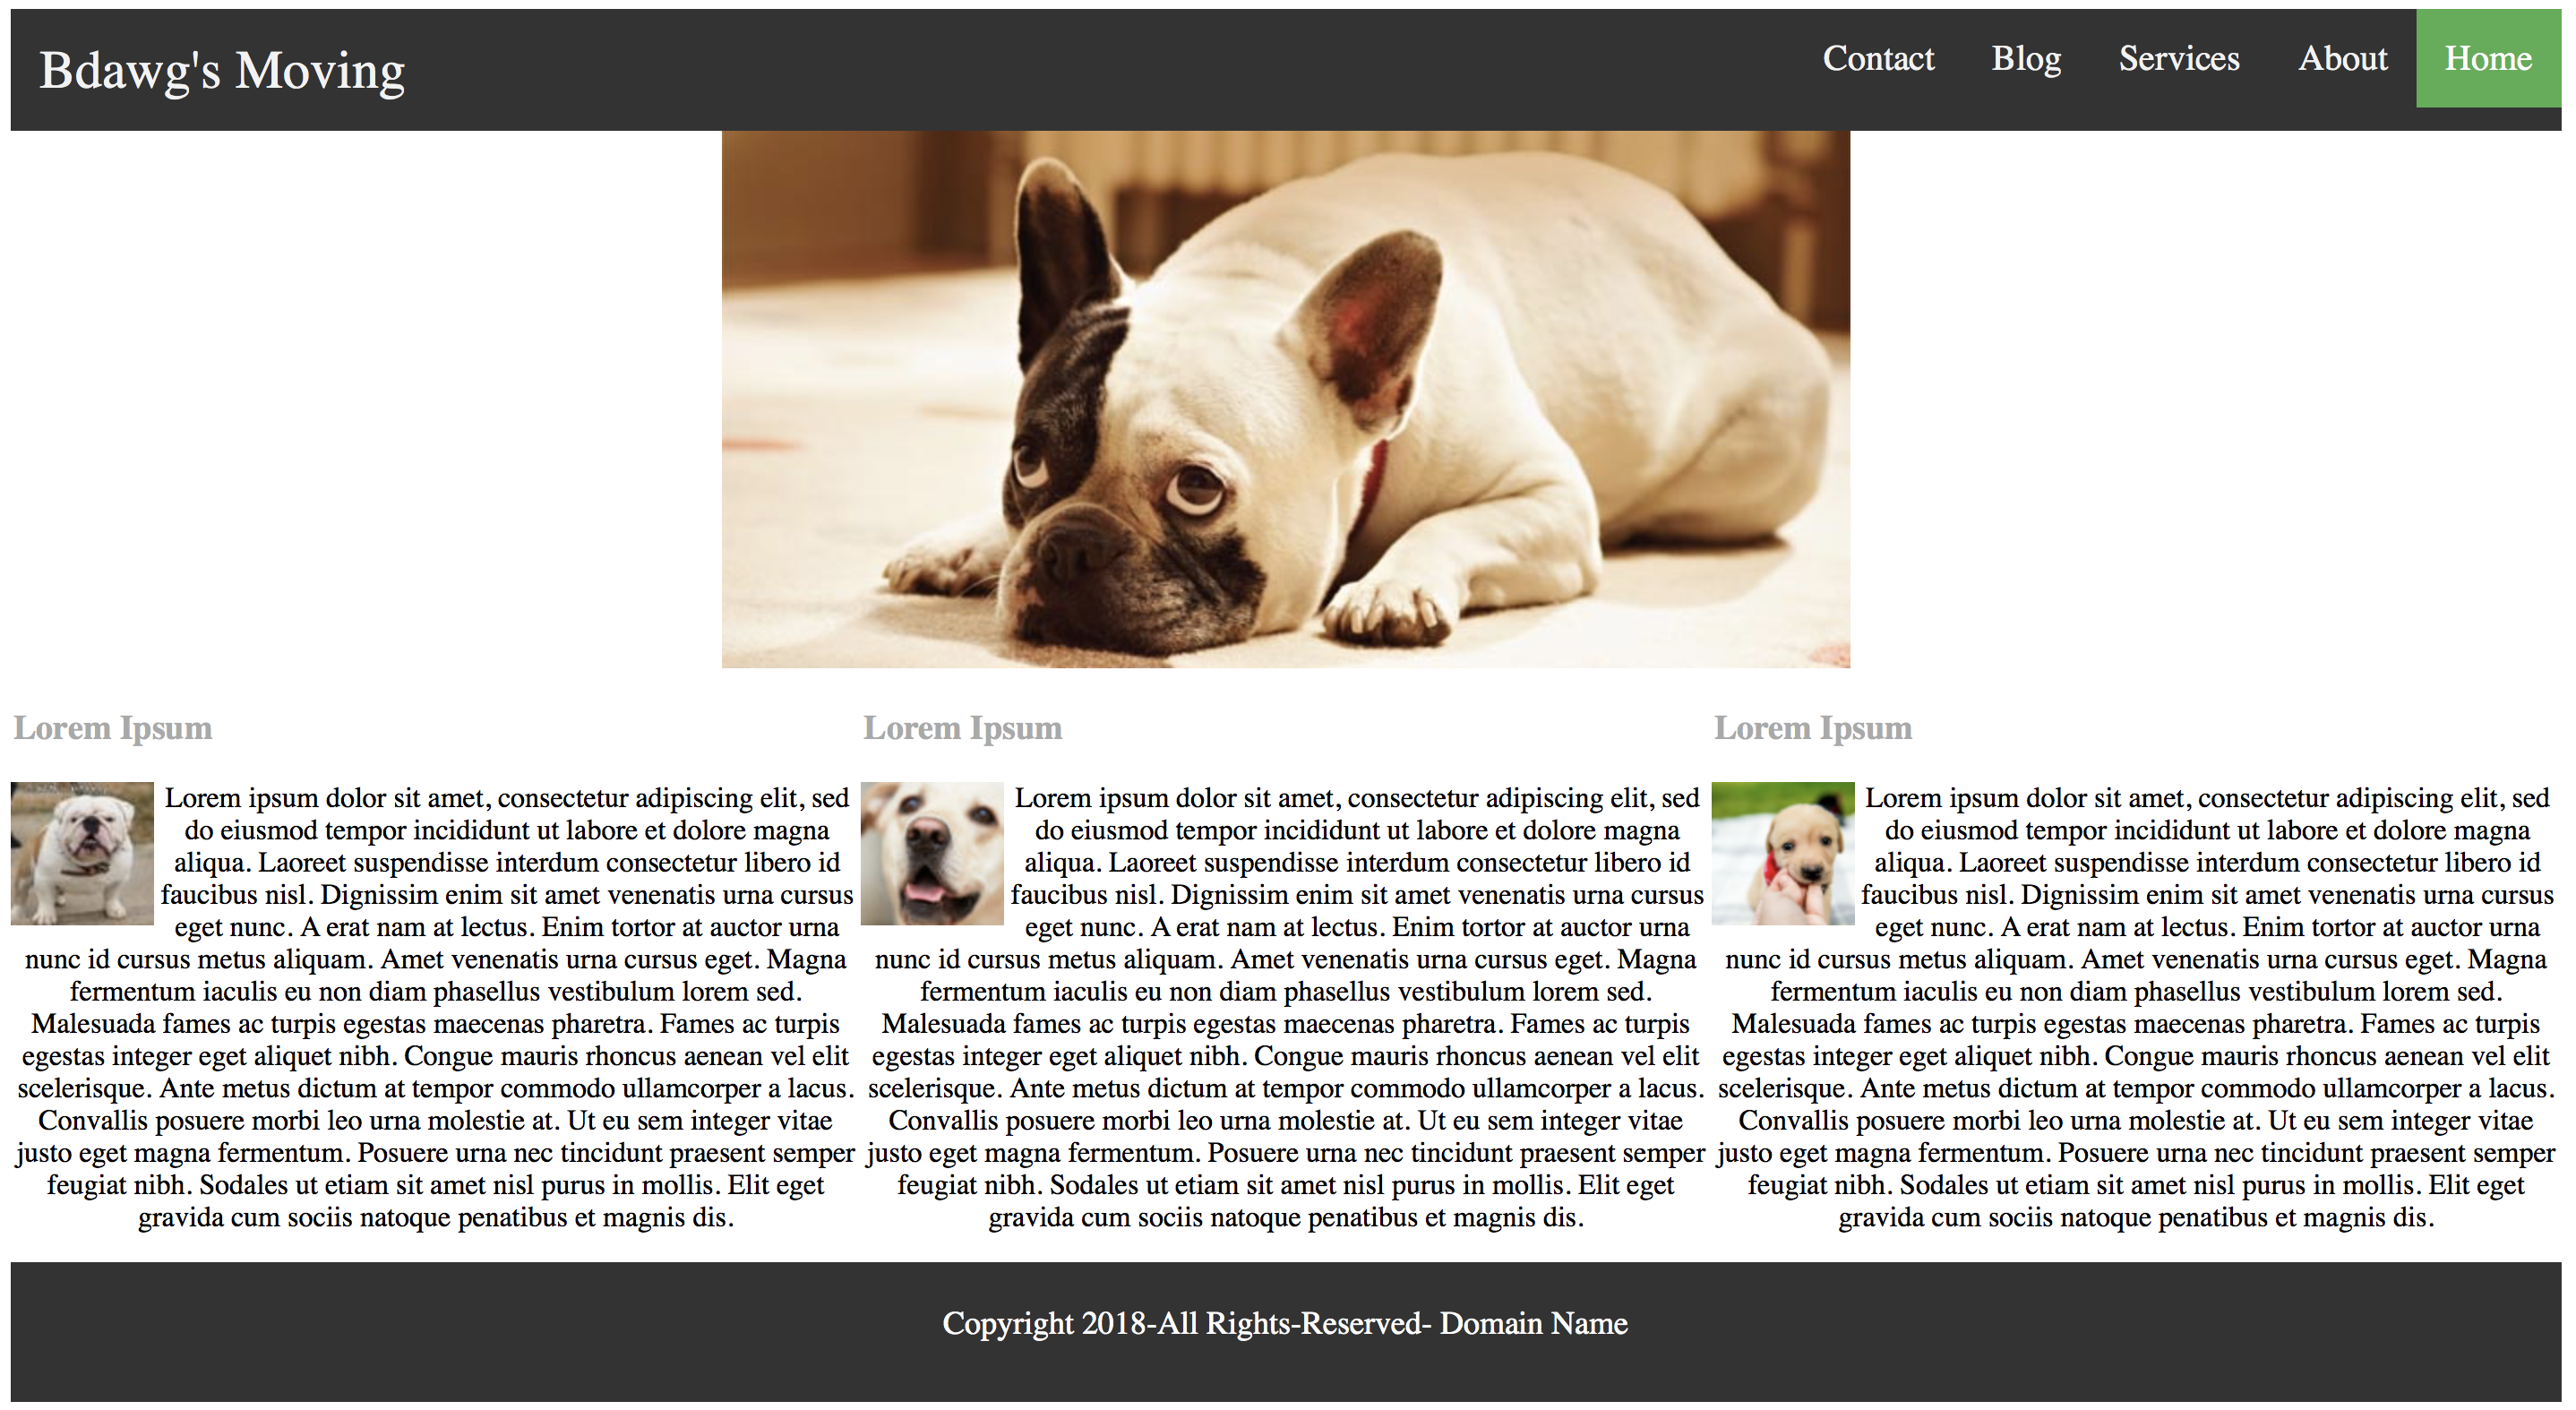 Bdawg's Moving
Contact Blog Services About Home
Lorem Ipsum
Lorem ipsum dolor sit amet, consectetur adipiscing elit, sed
do eiusmod tempor incididunt ut labore et dolore magna
aliqua. Laoreet suspendisse interdum consectetur libero id
faucibus nisl. Dignissim enim sit amet venenatis urna cursus
eget nunc. A erat nam at lectus. Enim tortor at auctor urna
nunc id cursus metus aliquam. Amet venenatis urna cursus eget. Magna
fermentum iaculis eu non diam phasellus vestibulum lorem sed.
Malesuada fames ac turpis egestas maecenas pharetra. Fames ac turpis
egestas integer eget aliquet nibh. Congue mauris rhoncus aenean vel elit
scelerisque. Ante metus dictum at tempor commodo ullamcorper a lacus.
Convallis posuere morbi leo urna molestie at. Ut eu sem integer vitae
justo eget magna fermentum. Posuere urna nec tincidunt praesent semper
feugiat nibh. Sodales ut etiam sit amet nisl purus in mollis. Elit eget
gravida cum sociis natoque penatibus et magnis dis.
Lorem Ipsum
Lorem ipsum dolor sit amet, consectetur adipiscing elit, sed
do eiusmod tempor incididunt ut labore et dolore magna
aliqua. Laoreet suspendisse interdum consectetur libero id
faucibus nisl. Dignissim enim sit amet venenatis urna cursus
eget nunc. A erat nam at lectus. Enim tortor at auctor urna
nunc id cursus metus aliquam. Amet venenatis urna cursus eget. Magna
fermentum iaculis eu non diam phasellus vestibulum lorem sed.
Malesuada fames ac turpis egestas maecenas pharetra. Fames ac turpis
egestas integer eget aliquet nibh. Congue mauris rhoncus aenean vel elit
scelerisque. Ante metus dictum at tempor commodo ullamcorper a lacus.
Convallis posuere morbi leo urna molestie at. Ut eu sem integer vitae
justo eget magna fermentum. Posuere urna nec tincidunt praesent semper
feugiat nibh. Sodales ut etiam sit amet nisl purus in mollis. Elit eget
gravida cum sociis natoque penatibus et magnis dis.
Lorem Ipsum
Lorem ipsum dolor sit amet, consectetur adipiscing elit, sed
do eiusmod tempor incididunt ut labore et dolore magna
aliqua. Laoreet suspendisse interdum consectetur libero id
faucibus nisl. Dignissim enim sit amet venenatis urna cursus
eget nunc. A erat nam at lectus. Enim tortor at auctor urna
nunc id cursus metus aliquam. Amet venenatis urna cursus eget. Magna
fermentum iaculis eu non diam phasellus vestibulum lorem sed.
Malesuada fames ac turpis egestas maecenas pharetra. Fames ac turpis
egestas integer eget aliquet nibh. Congue mauris rhoncus aenean vel elit
scelerisque. Ante metus dictum at tempor commodo ullamcorper a lacus.
Convallis posuere morbi leo urna molestie at. Ut eu sem integer vitae
justo eget magna fermentum. Posuere urna nec tincidunt praesent semper
feugiat nibh. Sodales ut etiam sit amet nisl purus in mollis. Elit eget
gravida cum sociis natoque penatibus et magnis dis.
Copyright 2018-All Rights-Reserved- Domain Name